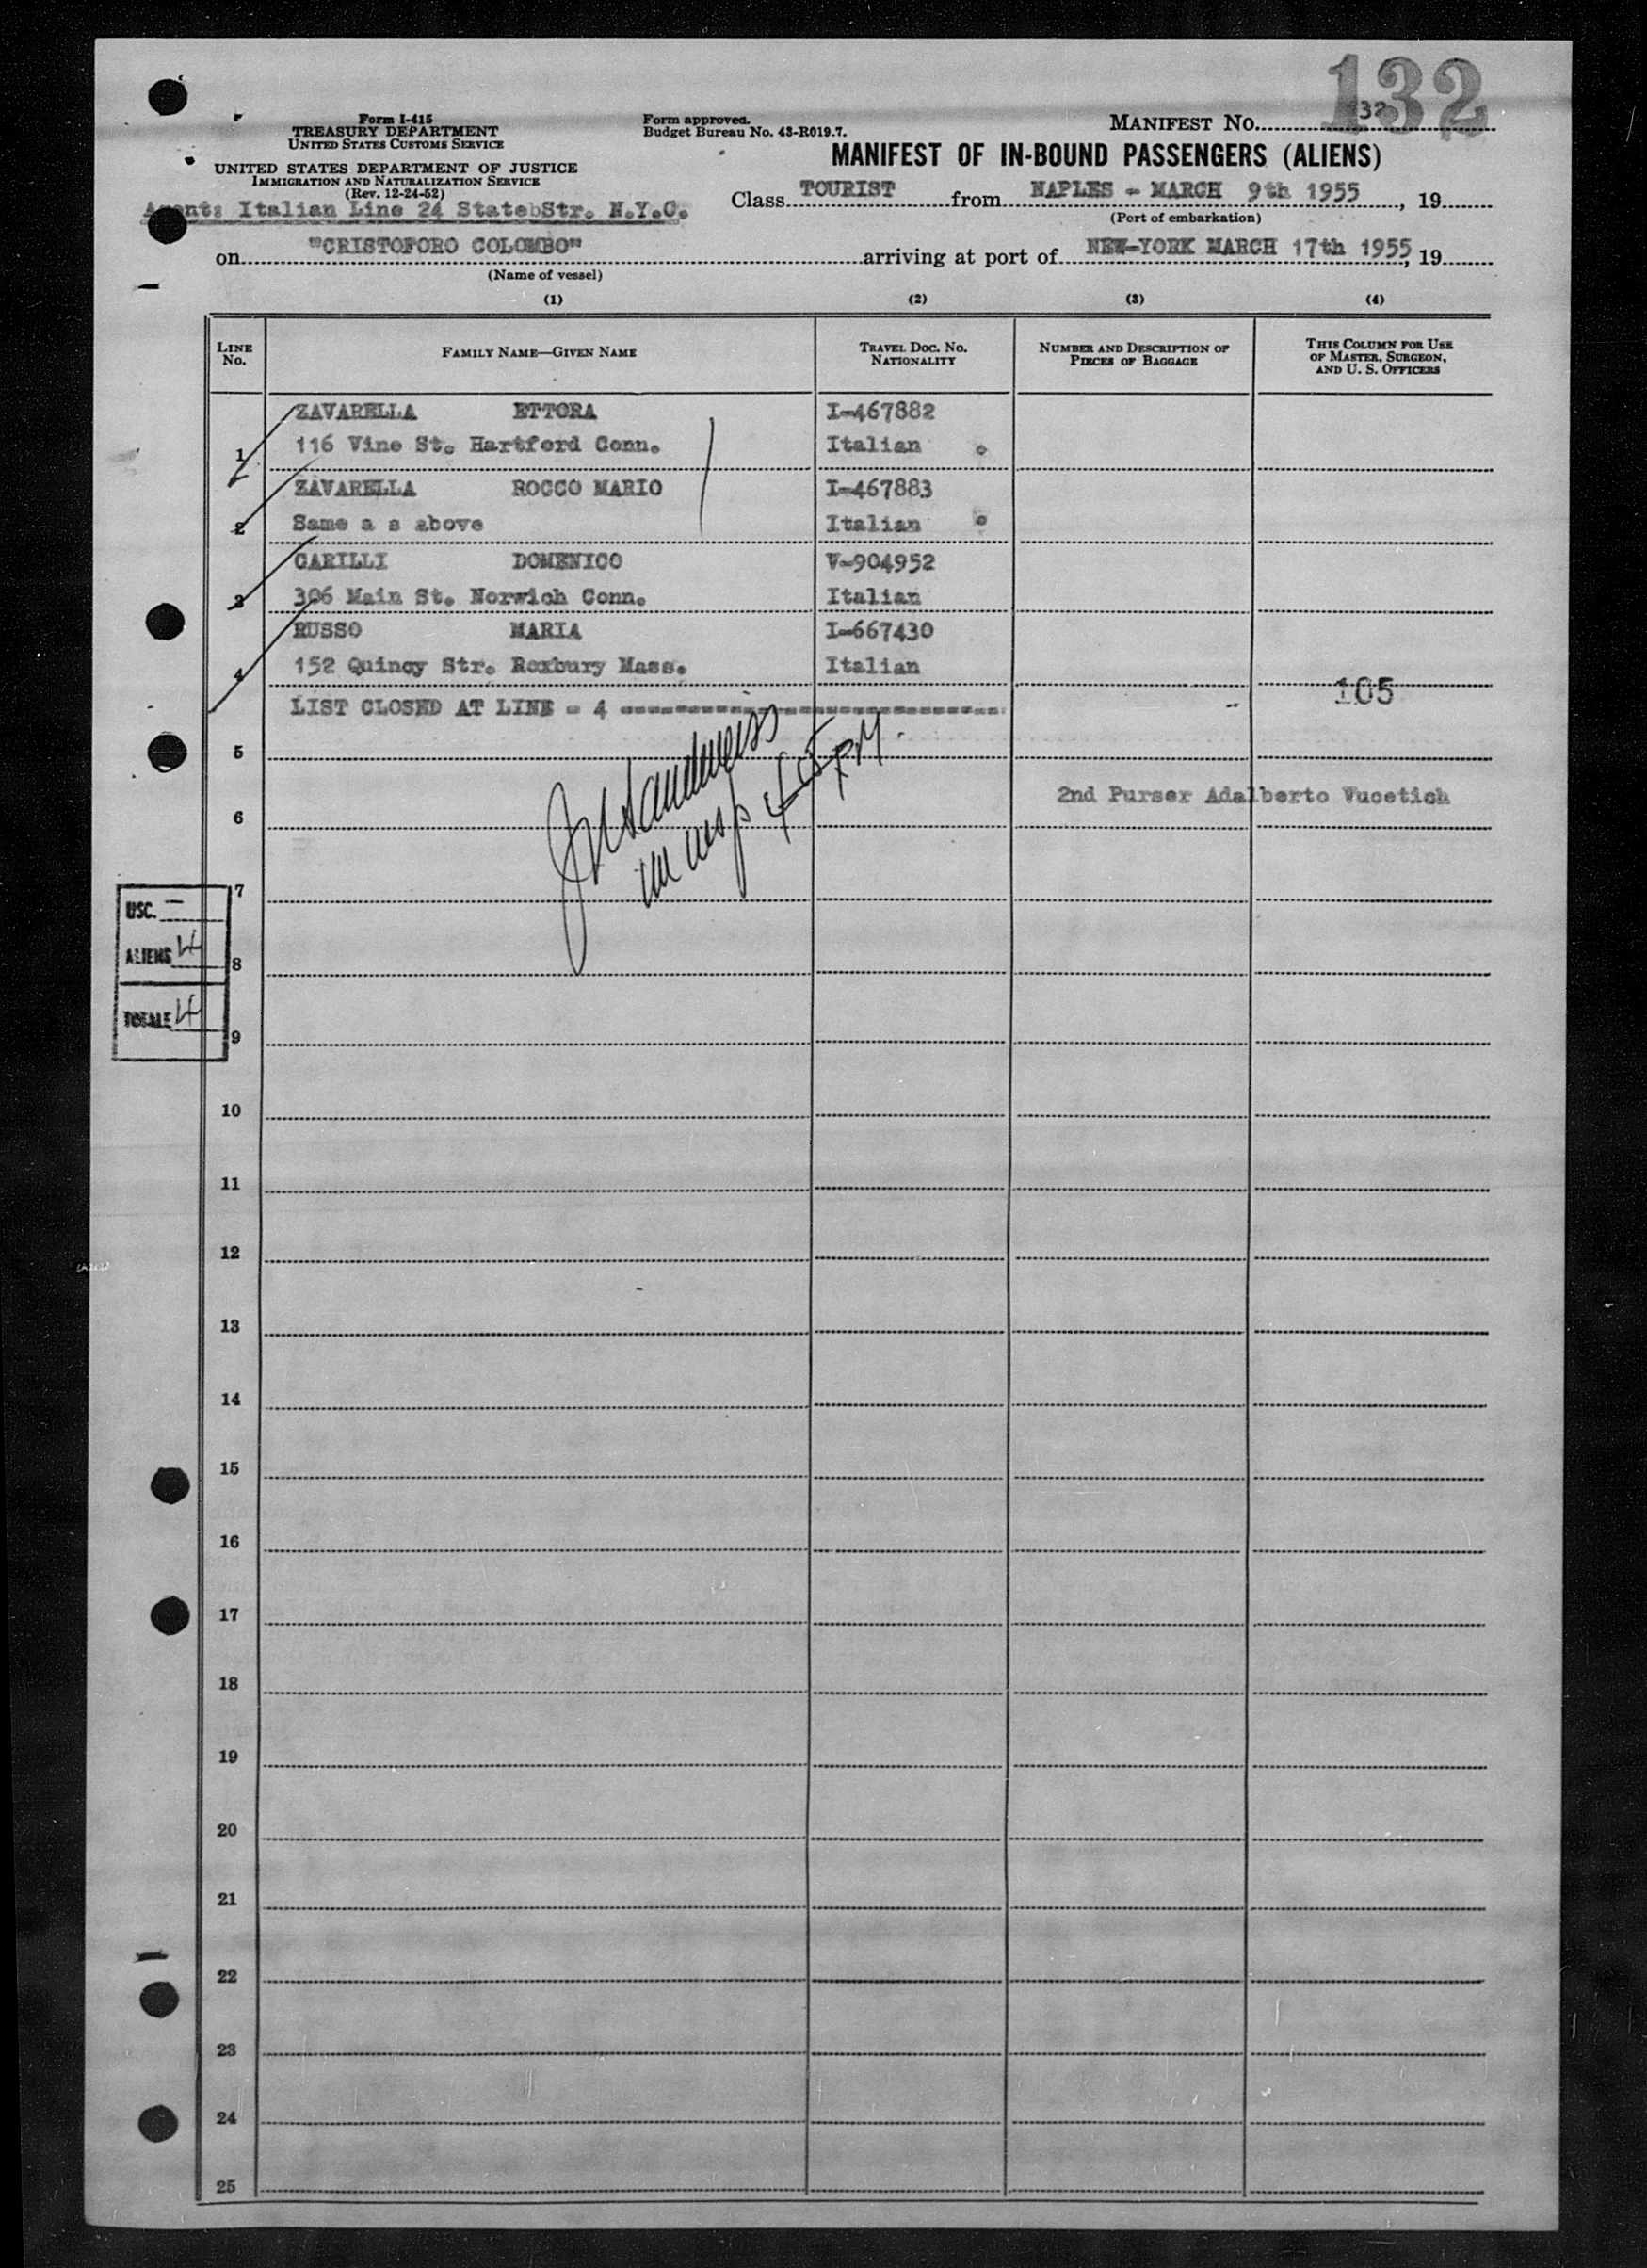 132
Form I-415
TREASURY DEPARTMENT
UNITED STATES CUSTOMS SERVICE
UNITED STATES DEPARTMENT OF JUSTICE
IMMIGRATION AND NATURALIZATION SERVICE
(Rev. 12-24-52)
Form approved.
Budget Bureau No. 43-R019.7.
MANIFEST No. 132
MANIFEST OF IN-BOUND PASSENGERS (ALIENS)
Agent: Italian Line 24 StatebStr. N.Y.C.
Class TOURIST from NAPLES - MARCH 9th 1955, 19
(Port of embarkation)
on "CRISTOFORO COLOMBO" arriving at port of NEW-YORK MARCH 17th 1955, 19
(Name of vessel)
(1) (2) (3) (4)
LINE No. FAMILY NAME—GIVEN NAME TRAVEL DOC. No. NATIONALITY NUMBER AND DESCRIPTION OF PIECES OF BAGGAGE THIS COLUMN FOR USE OF MASTER, SURGEON, AND U. S. OFFICERS
ZAVARELLA ETTORA I-467882
1 116 Vine St. Hartford Conn. Italian
ZAVARELLA ROCCO MARIO I-467883
2 Same a s above Italian
CARILLI DOMENICO V-904952
3 306 Main St. Norwich Conn. Italian
RUSSO MARIA I-667430
4 152 Quincy Str. Roxbury Mass. Italian
LIST CLOSED AT LINE - 4 105
5
2nd Purser Adalberto Vucetich
6
imm insp 445 PM.
7
USC. —
ALIENS 4
8
TOTALE 4
9
10
11
12
13
14
15
16
17
18
19
20
21
22
23
24
25